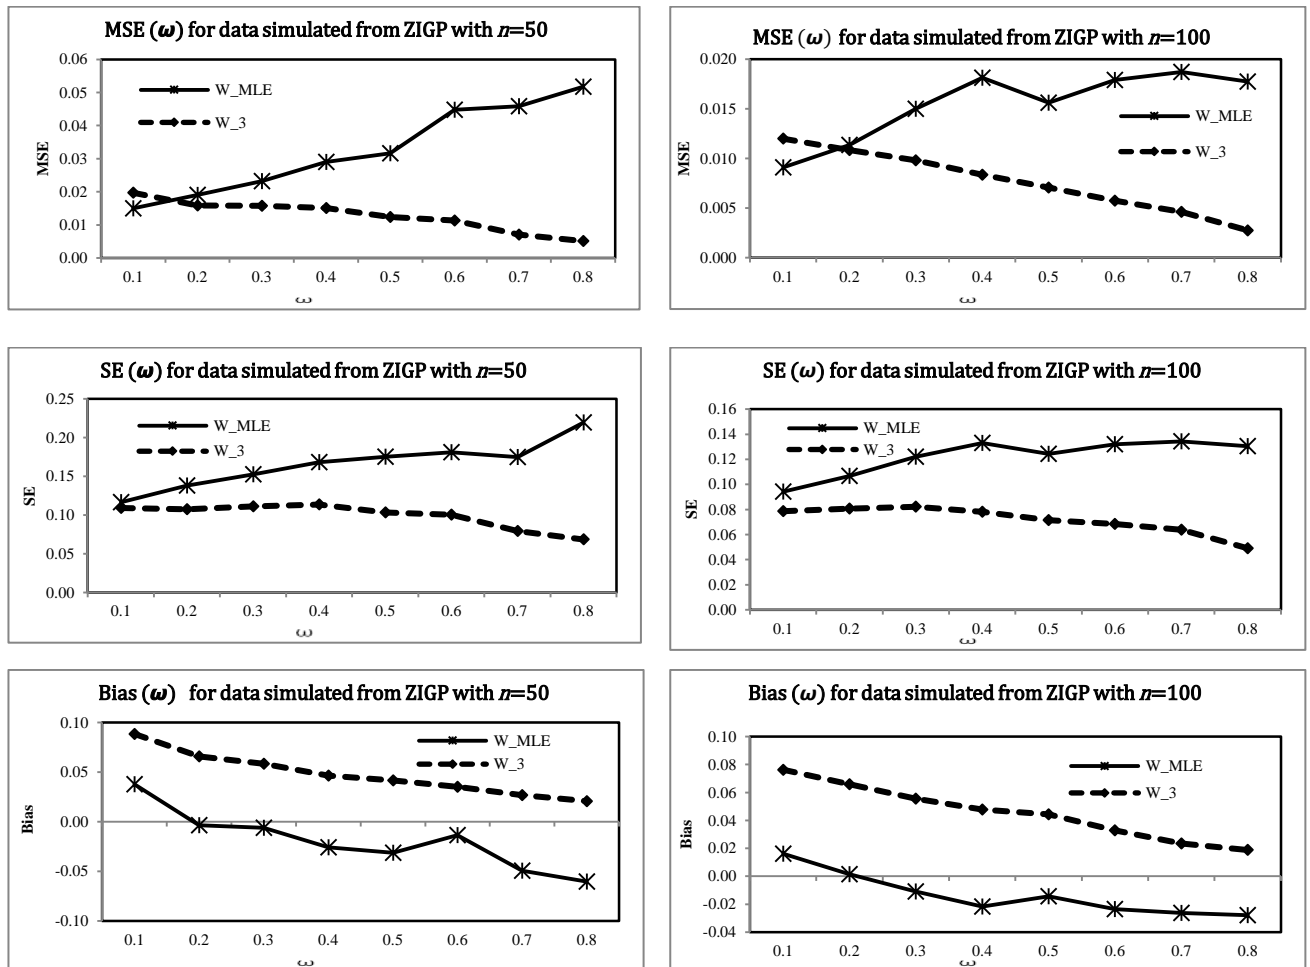 MSE (ω) for data simulated from ZIGP with n=50
0.06
0.05
0.04
0.03
0.02
0.01
0.00
MSE
W_MLE
W_3
0.1 0.2 0.3 0.4 0.5 0.6 0.7 0.8
ω
MSE (ω) for data simulated from ZIGP with n=100
0.020
0.015
0.010
0.005
0.000
MSE
W_MLE
W_3
0.1 0.2 0.3 0.4 0.5 0.6 0.7 0.8
ω
SE (ω) for data simulated from ZIGP with n=50
0.25
0.20
0.15
0.10
0.05
0.00
SE
W_MLE
W_3
0.1 0.2 0.3 0.4 0.5 0.6 0.7 0.8
ω
SE (ω) for data simulated from ZIGP with n=100
0.16
0.14
0.12
0.10
0.08
0.06
0.04
0.02
0.00
SE
W_MLE
W_3
0.1 0.2 0.3 0.4 0.5 0.6 0.7 0.8
ω
Bias (ω) for data simulated from ZIGP with n=50
0.10
0.05
0.00
-0.05
-0.10
Bias
W_MLE
W_3
0.1 0.2 0.3 0.4 0.5 0.6 0.7 0.8
ω
Bias (ω) for data simulated from ZIGP with n=100
0.10
0.08
0.06
0.04
0.02
0.00
-0.02
-0.04
Bias
W_MLE
W_3
0.1 0.2 0.3 0.4 0.5 0.6 0.7 0.8
ω